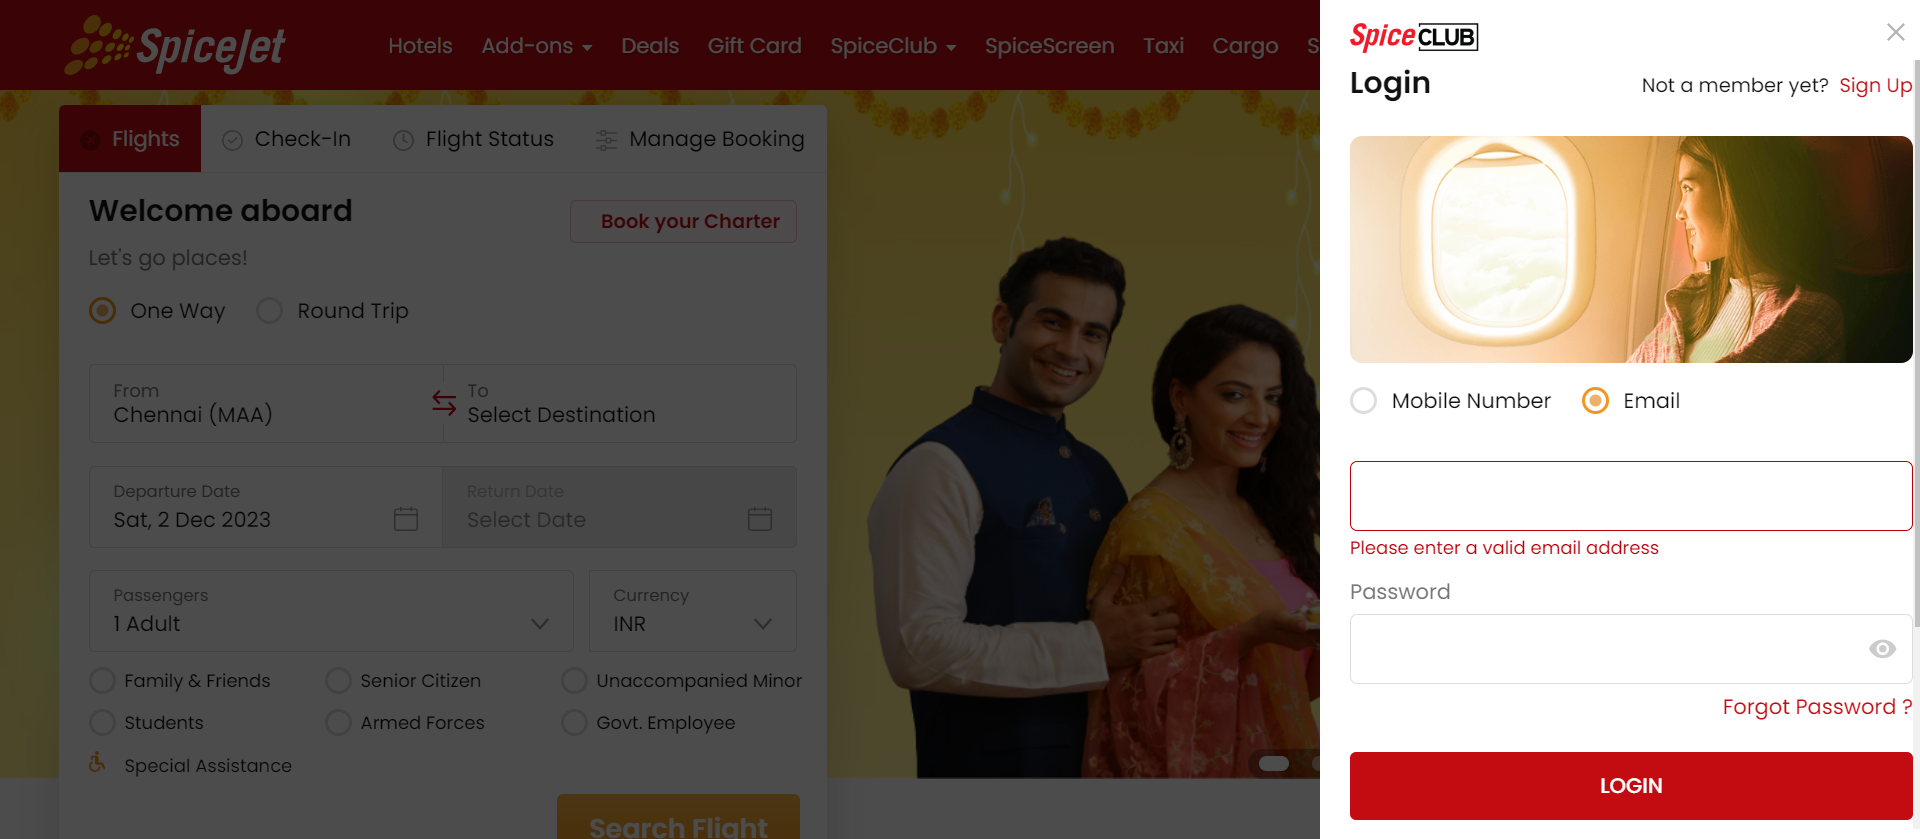 SpiceJet
Hotels Add-ons Deals Gift Card SpiceClub SpiceScreen Taxi Cargo S
Flights Check-In Flight Status Manage Booking
Welcome aboard
Book your Charter
Let's go places!
One Way Round Trip
From
Chennai (MAA)
To
Select Destination
Departure Date
Sat, 2 Dec 2023
Return Date
Select Date
Passengers
1 Adult
Currency
INR
Family & Friends Senior Citizen Unaccompanied Minor
Students Armed Forces Govt. Employee
Special Assistance
Search Flight
Spice CLUB
Login
Not a member yet? Sign Up
Mobile Number Email
Please enter a valid email address
Password
Forgot Password ?
LOGIN